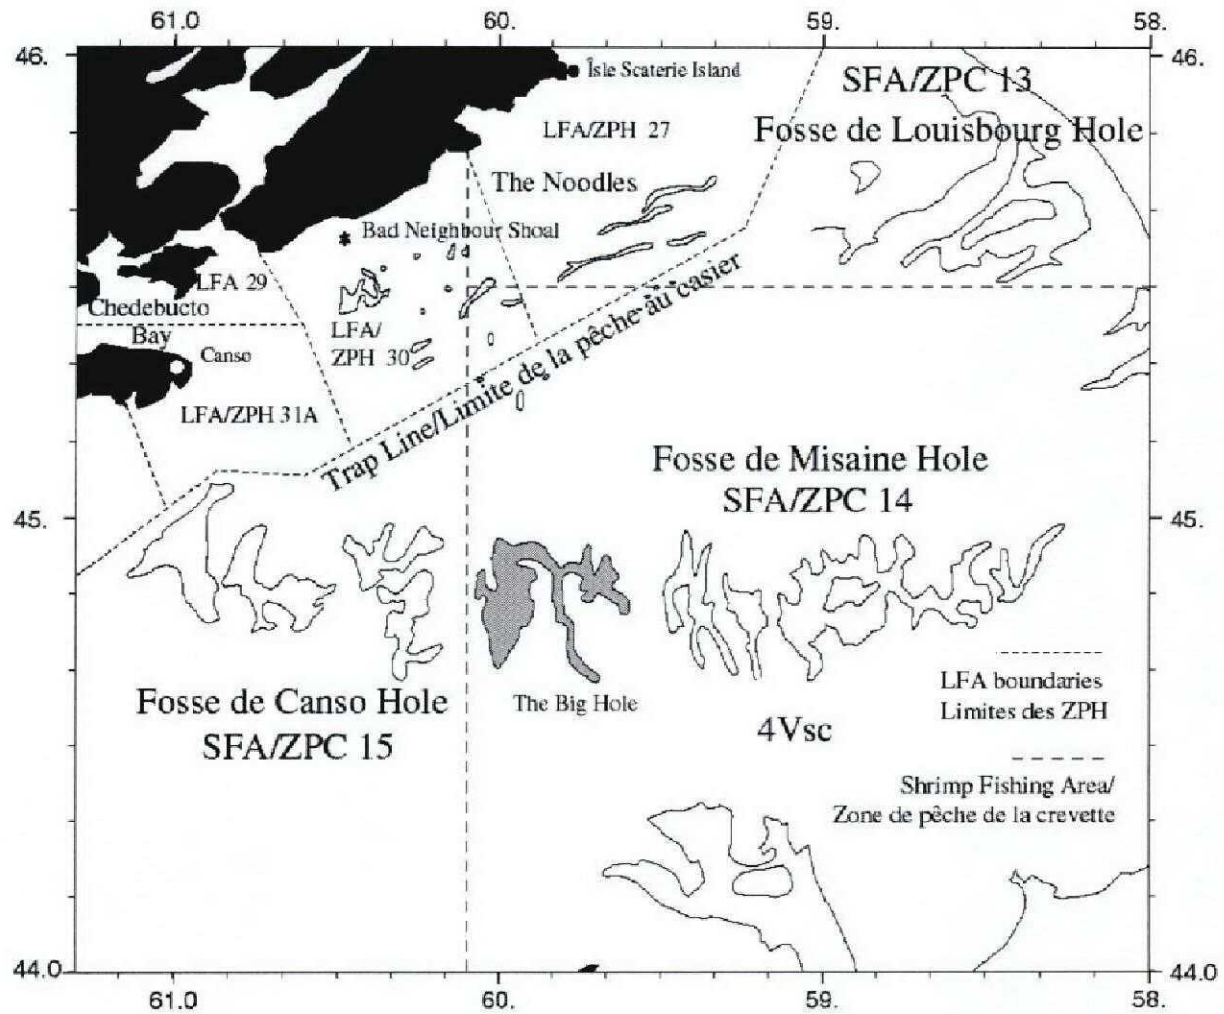 61.0 60. 59. 58.
46. 46.
Îsle Scaterie Island
SFA/ZPC 13
Fosse de Louisbourg Hole
LFA/ZPH 27
The Noodles
Bad Neighbour Shoal
LFA 29
Chedebucto
Bay
LFA/
ZPH 30
Canso
LFA/ZPH 31A
Trap Line/Limite de la pêche au casier
Fosse de Misaine Hole
SFA/ZPC 14
45. 45.
Fosse de Canso Hole
SFA/ZPC 15
The Big Hole
4Vsc
LFA boundaries
Limites des ZPH
Shrimp Fishing Area/
Zone de pêche de la crevette
44.0 44.0
61.0 60. 59. 58.